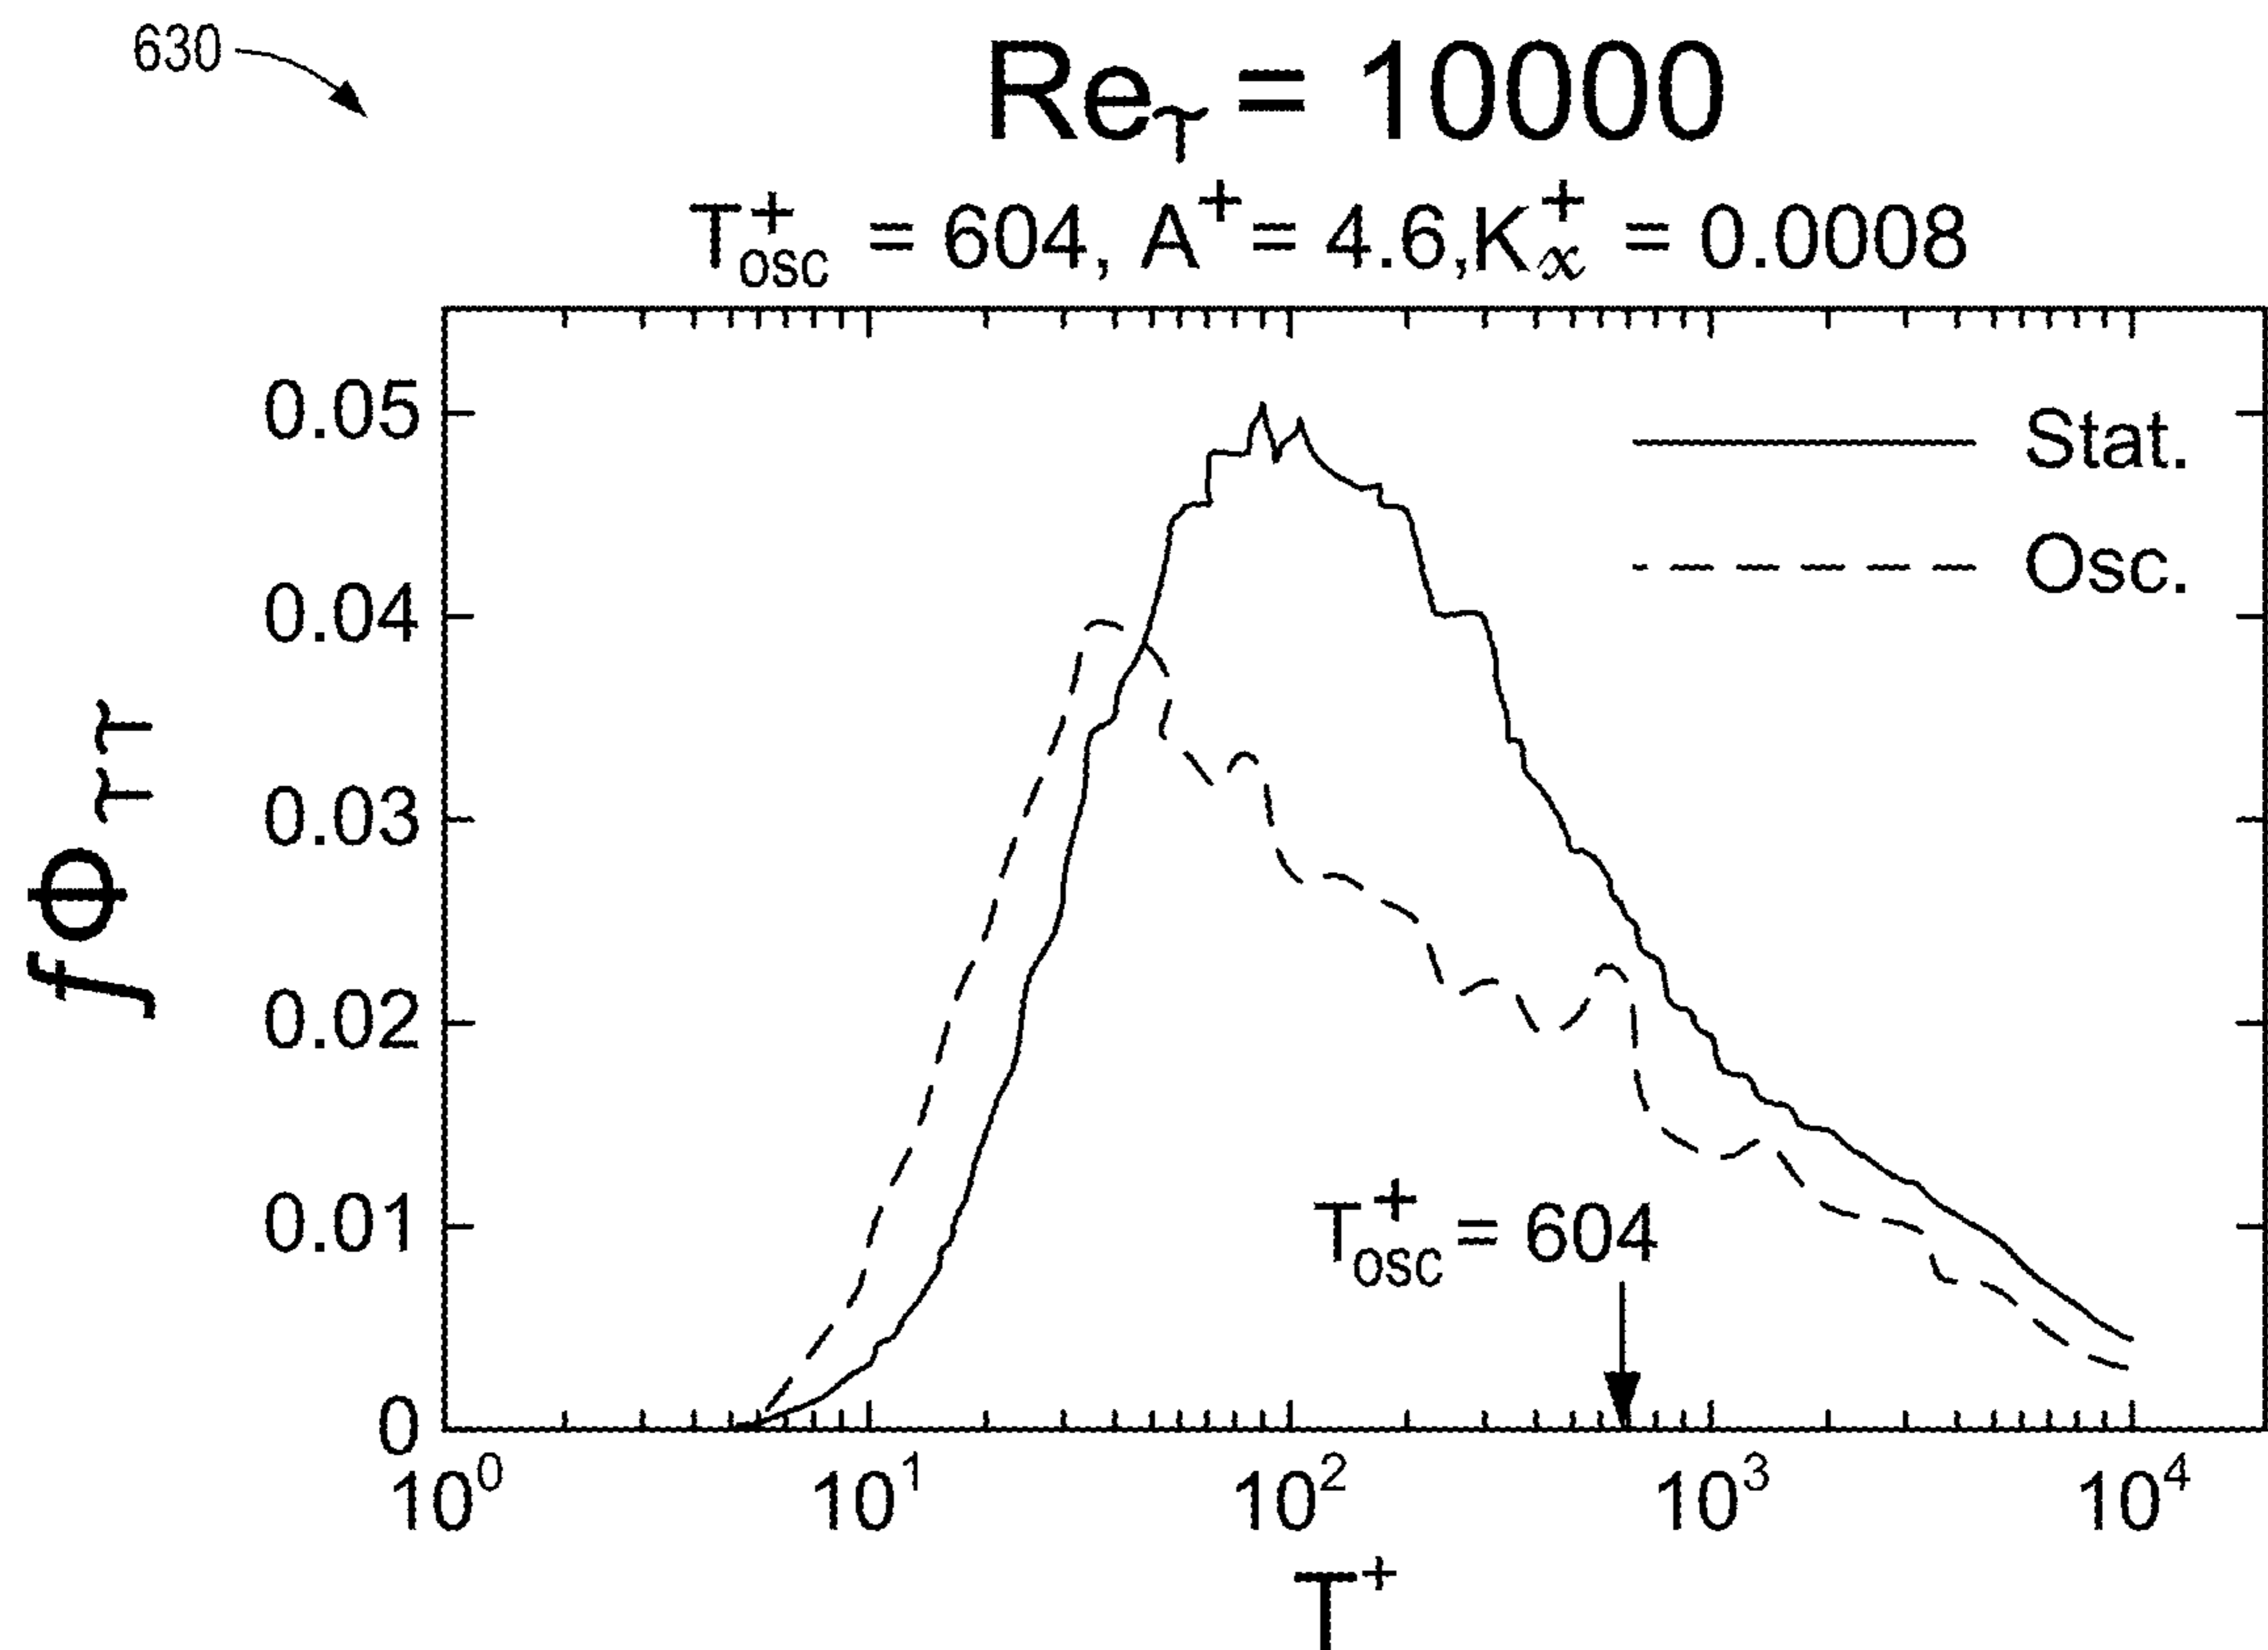 630
Re_τ = 10000
T⁺_osc = 604, A⁺ = 4.6, K⁺_x = 0.0008
0.05
0.04
0.03
0.02
0.01
0
fΦ_ττ
Stat.
Osc.
T⁺_osc = 604
10⁰ 10¹ 10² 10³ 10⁴
T⁺